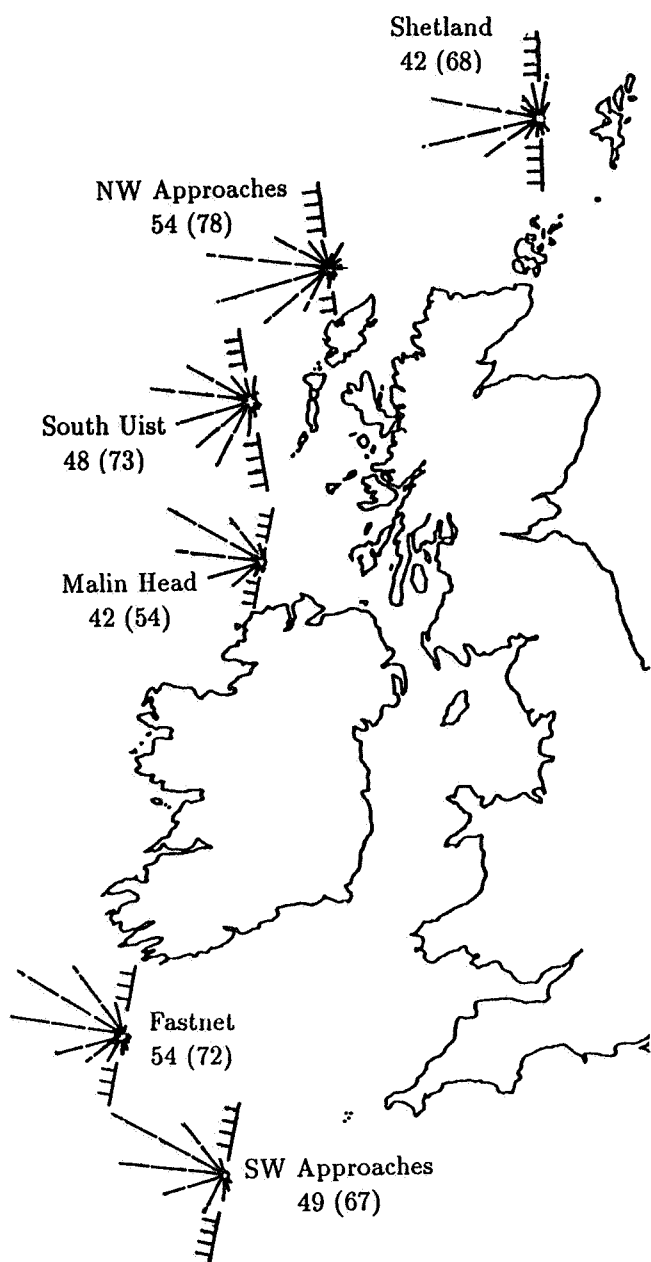 Shetland
42 (68)
NW Approaches
54 (78)
South Uist
48 (73)
Malin Head
42 (54)
Fastnet
54 (72)
SW Approaches
49 (67)